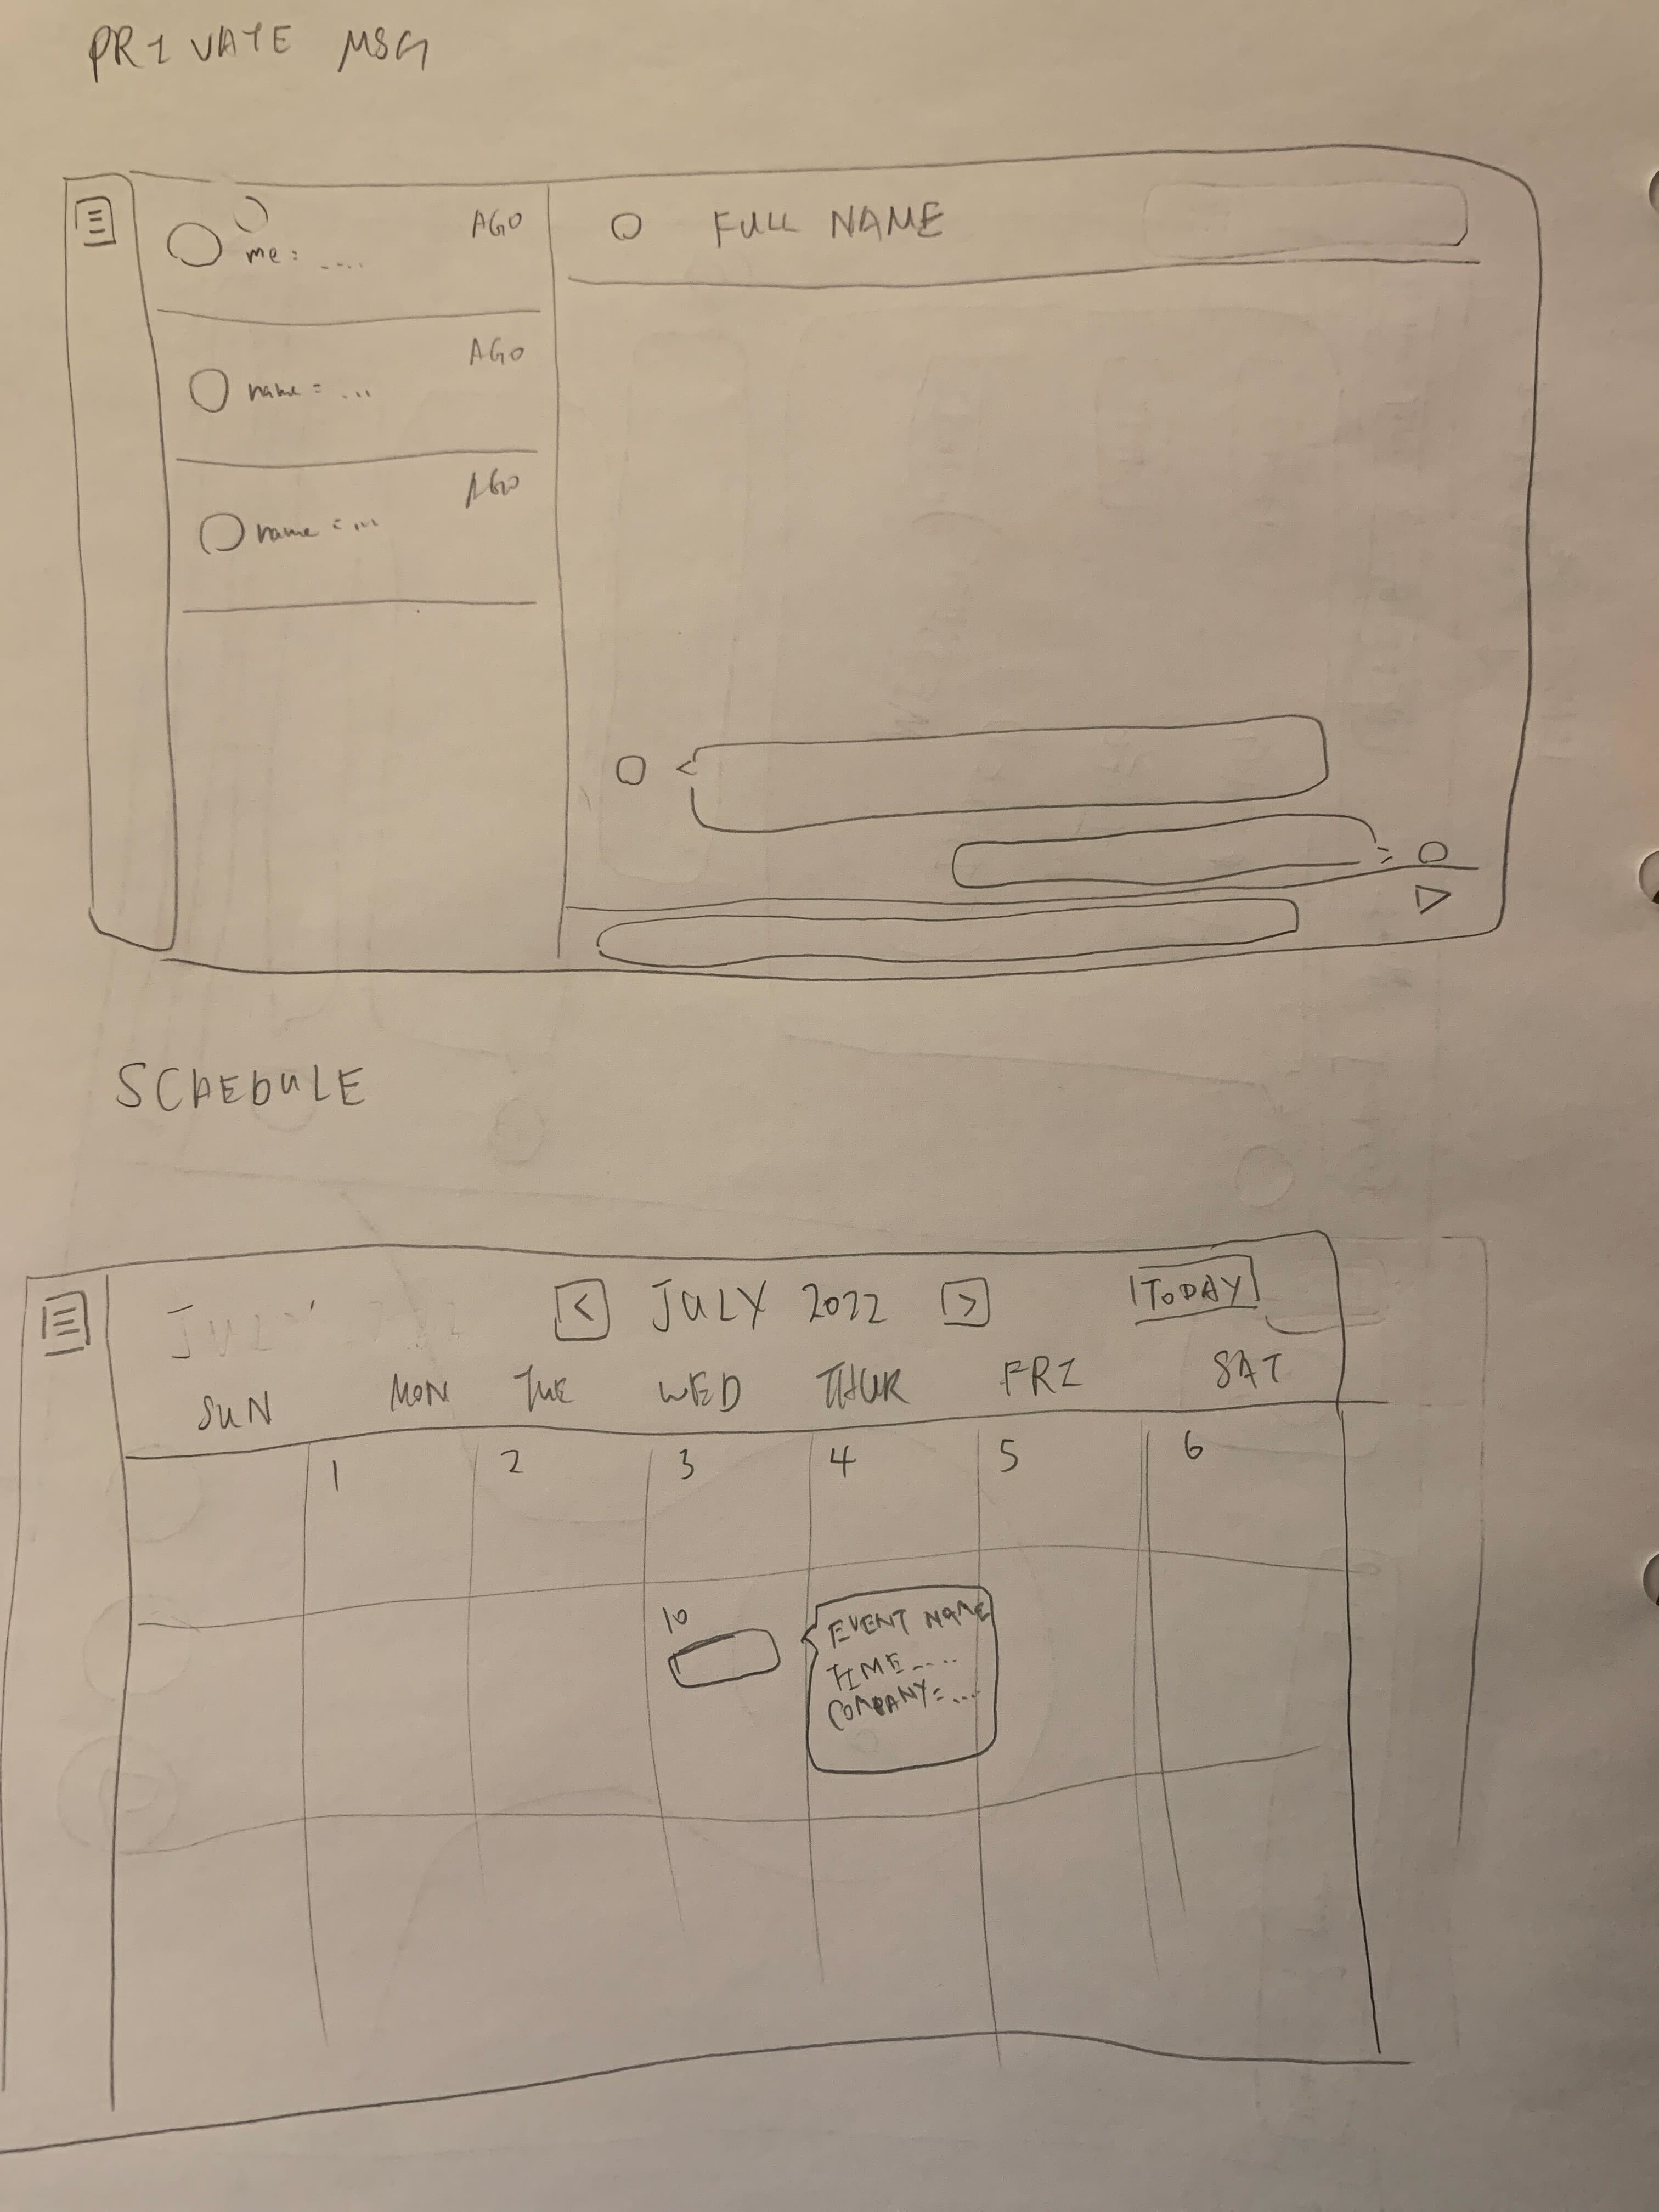 PRIVATE MSG
AGO
FULL NAME
me: ....
AGO
name: ...
AGO
name: ...
SCHEDULE
< JULY 2022 > TODAY
SUN MON TUE WED THUR FRI SAT
1 2 3 4 5 6
10
EVENT NAME
TIME ....
COMPANY: ...